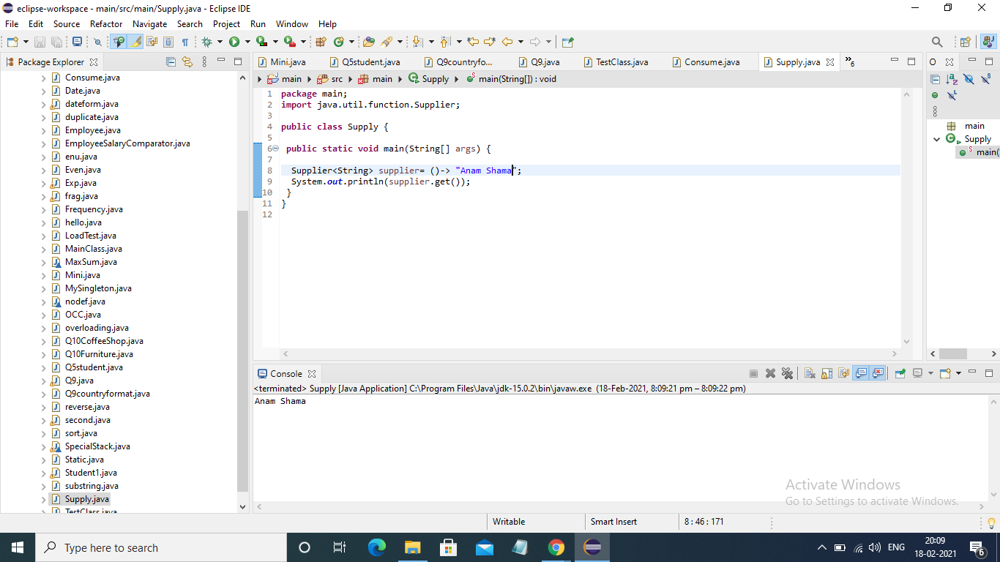 eclipse-workspace - main/src/main/Supply.java - Eclipse IDE
File Edit Source Refactor Navigate Search Project Run Window Help
Package Explorer
Consume.java
Date.java
dateform.java
duplicate.java
Employee.java
EmployeeSalaryComparator.java
enu.java
Even.java
Exp.java
frag.java
Frequency.java
hello.java
LoadTest.java
MainClass.java
MaxSum.java
Mini.java
MySingleton.java
nodef.java
OCC.java
overloading.java
Q10CoffeeShop.java
Q10Furniture.java
Q5student.java
Q9.java
Q9countryformat.java
reverse.java
second.java
sort.java
SpecialStack.java
Static.java
Student1.java
substring.java
Supply.java
TestClass.java
Mini.java Q5student.java Q9countryfo... Q9.java TestClass.java Consume.java Supply.java »6
main src main Supply main(String[]) : void
1 package main;
2 import java.util.function.Supplier;
3
4 public class Supply {
5
6 public static void main(String[] args) {
7
8 Supplier<String> supplier= ()-> "Anam Shama";
9 System.out.println(supplier.get());
10 }
11 }
12
O
main
Supply
main(
Console
<terminated> Supply [Java Application] C:\Program Files\Java\jdk-15.0.2\bin\javaw.exe (18-Feb-2021, 8:09:21 pm – 8:09:22 pm)
Anam Shama
Activate Windows
Go to Settings to activate Windows.
Writable Smart Insert 8 : 46 : 171
Type here to search
ENG
20:09
18-02-2021
6